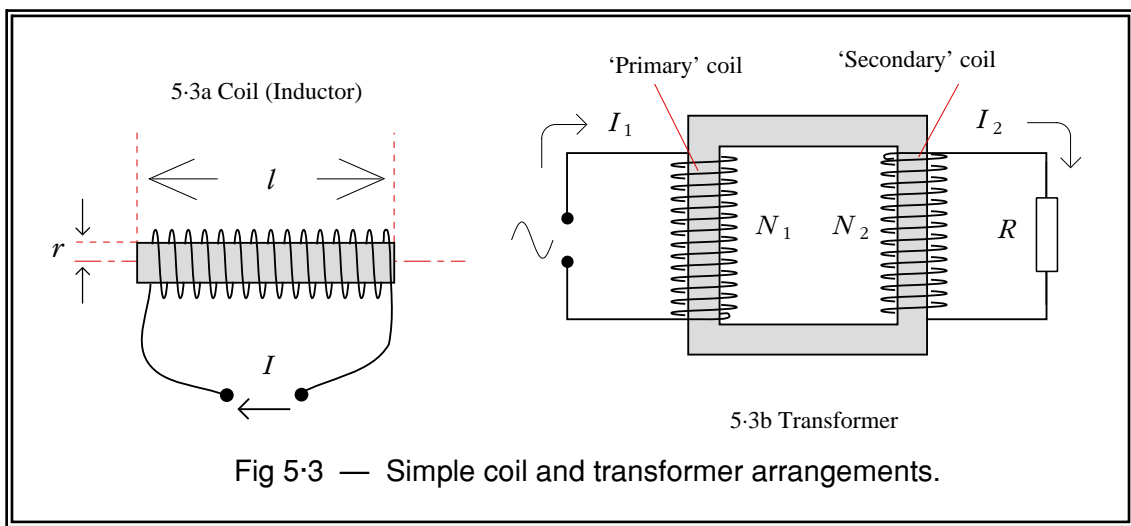 5·3a Coil (Inductor)
l
r
I
'Primary' coil
'Secondary' coil
I1
I2
N1
N2
R
5·3b Transformer
Fig 5·3 — Simple coil and transformer arrangements.